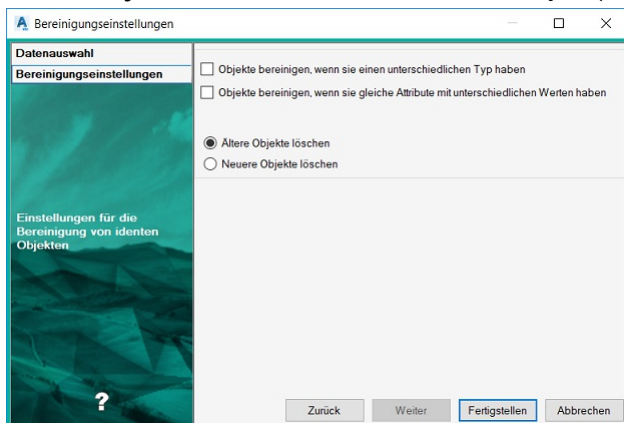 Bereinigungseinstellungen
Datenauswahl
Bereinigungseinstellungen
Objekte bereinigen, wenn sie einen unterschiedlichen Typ haben
Objekte bereinigen, wenn sie gleiche Attribute mit unterschiedlichen Werten haben
Ältere Objekte löschen
Neuere Objekte löschen
Einstellungen für die
Bereinigung von identen
Objekten
?
Zurück
Weiter
Fertigstellen
Abbrechen